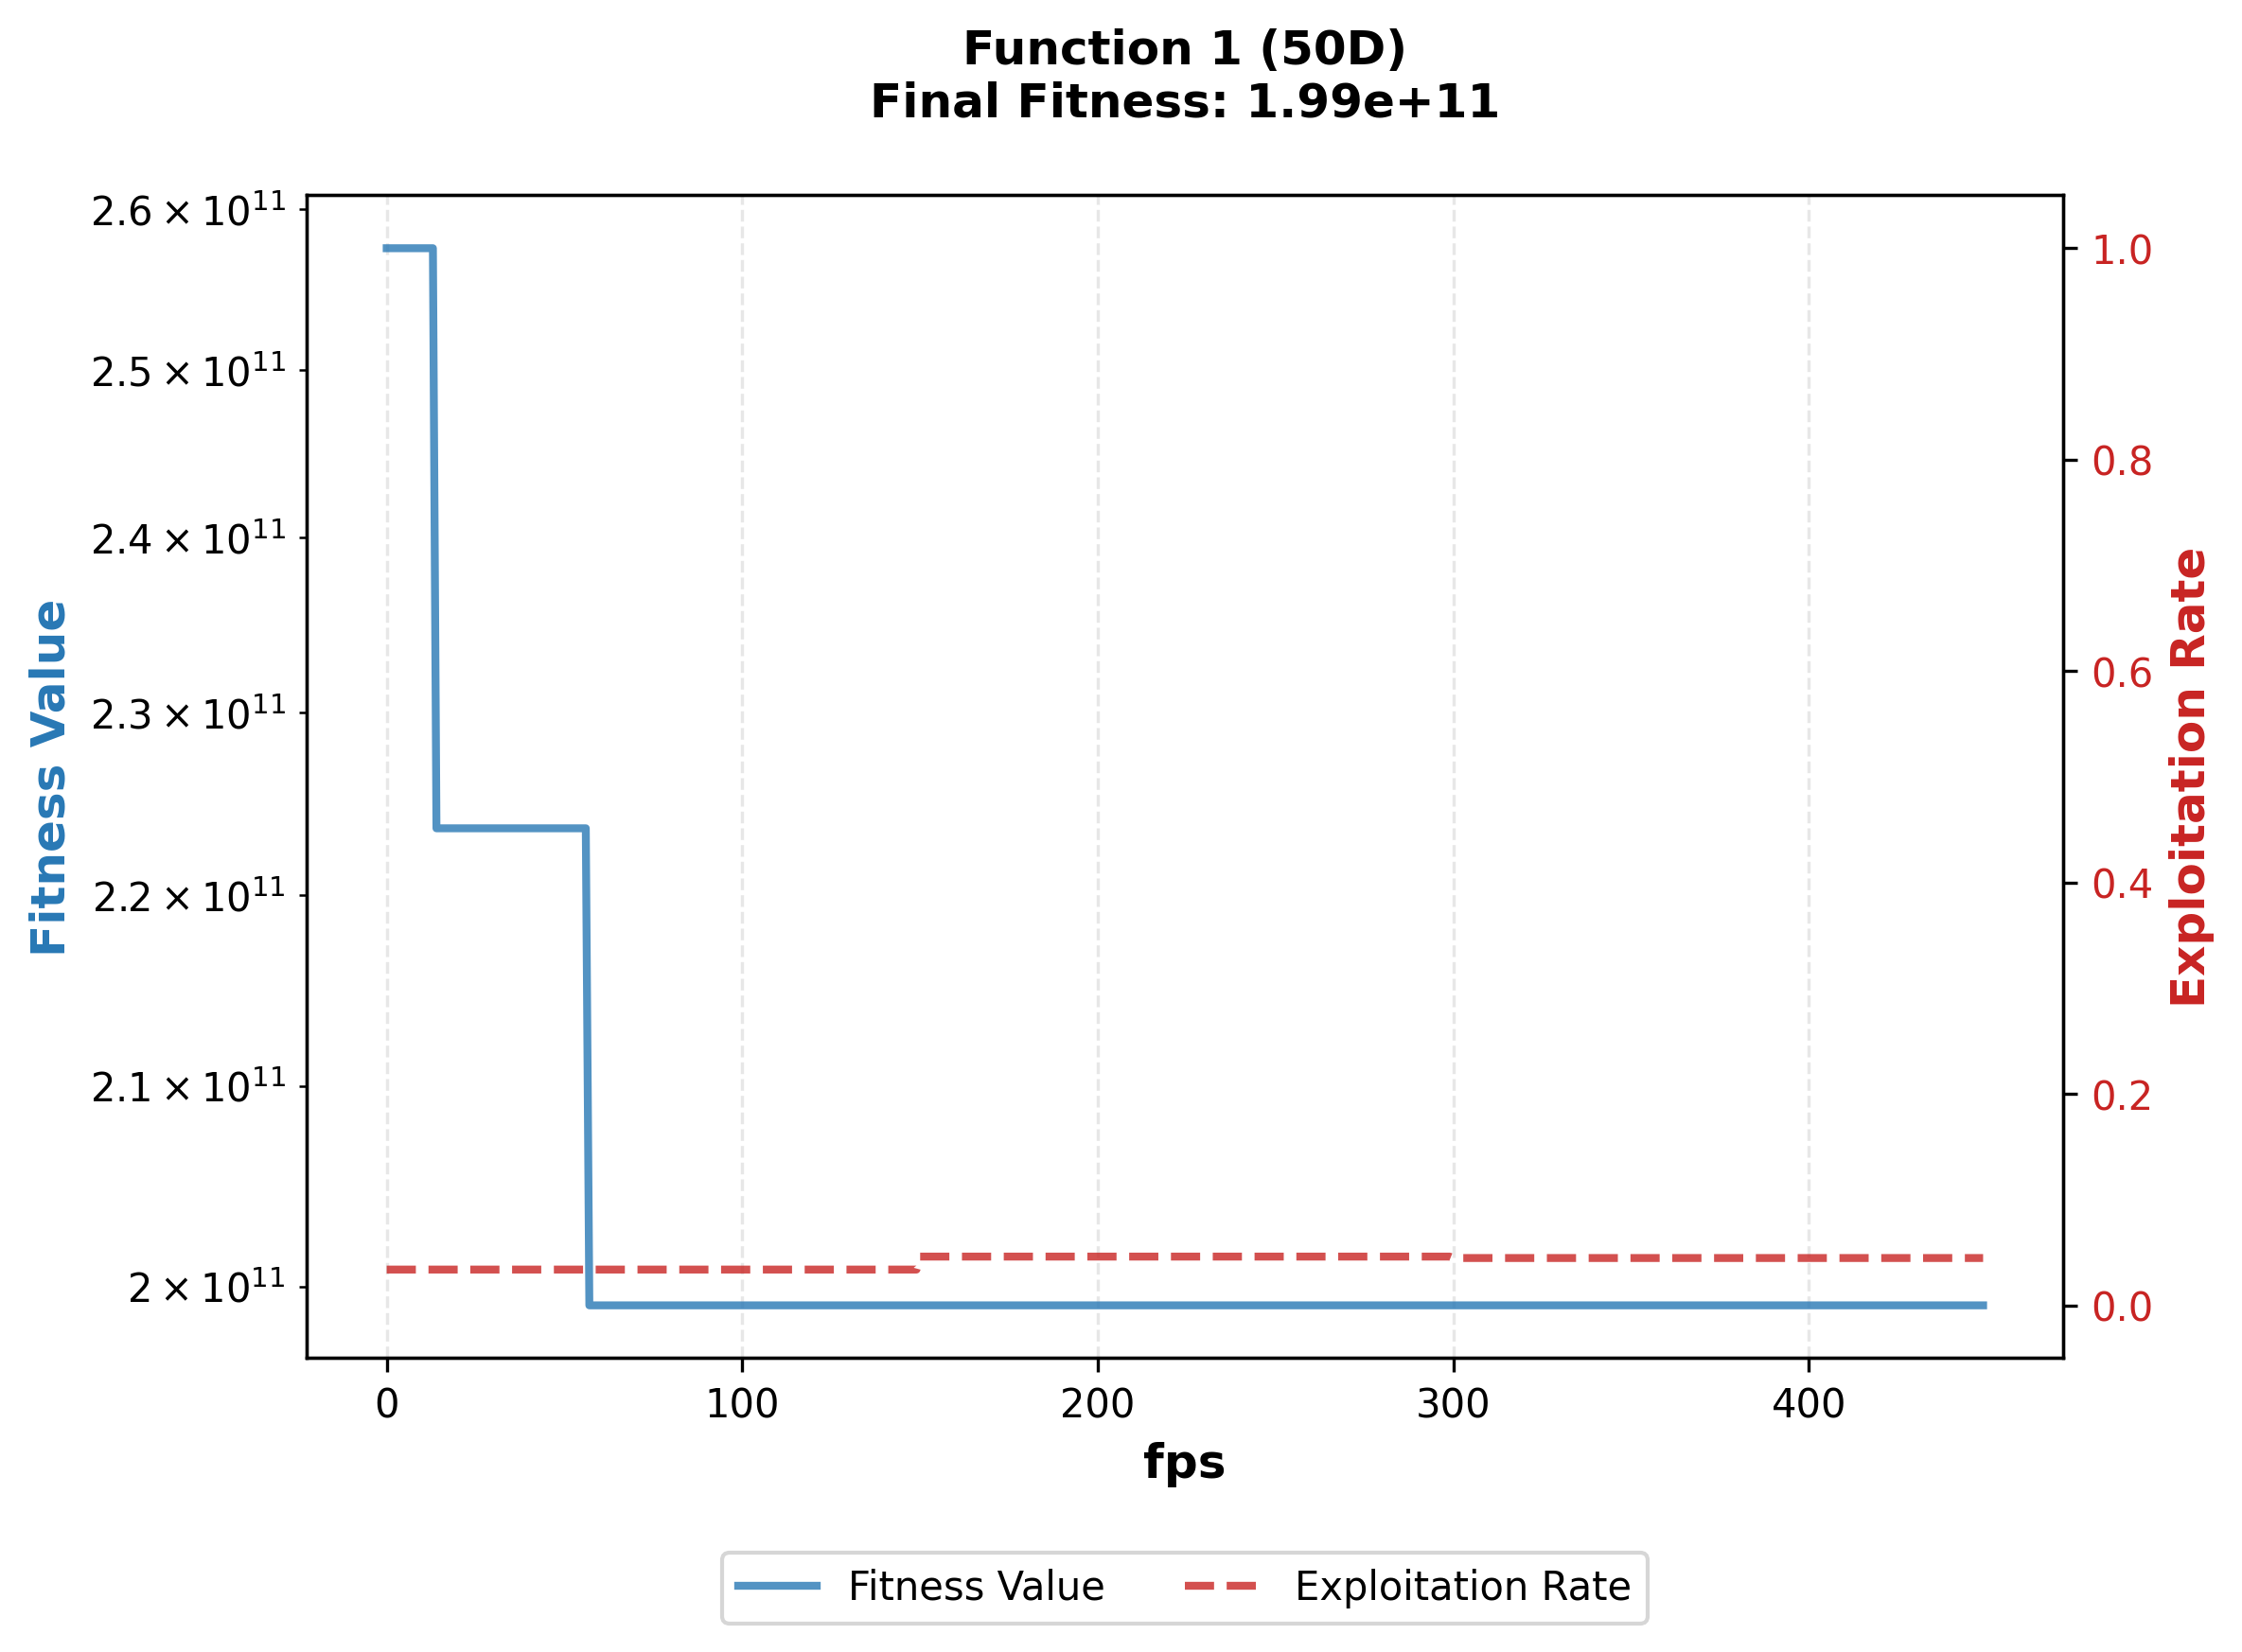 Function 1 (50D)
Final Fitness: 1.99e+11
2.6 × 10¹¹
2.5 × 10¹¹
2.4 × 10¹¹
2.3 × 10¹¹
2.2 × 10¹¹
2.1 × 10¹¹
2 × 10¹¹
Fitness Value
1.0
0.8
0.6
0.4
0.2
0.0
Exploitation Rate
0 100 200 300 400
fps
Fitness Value Exploitation Rate